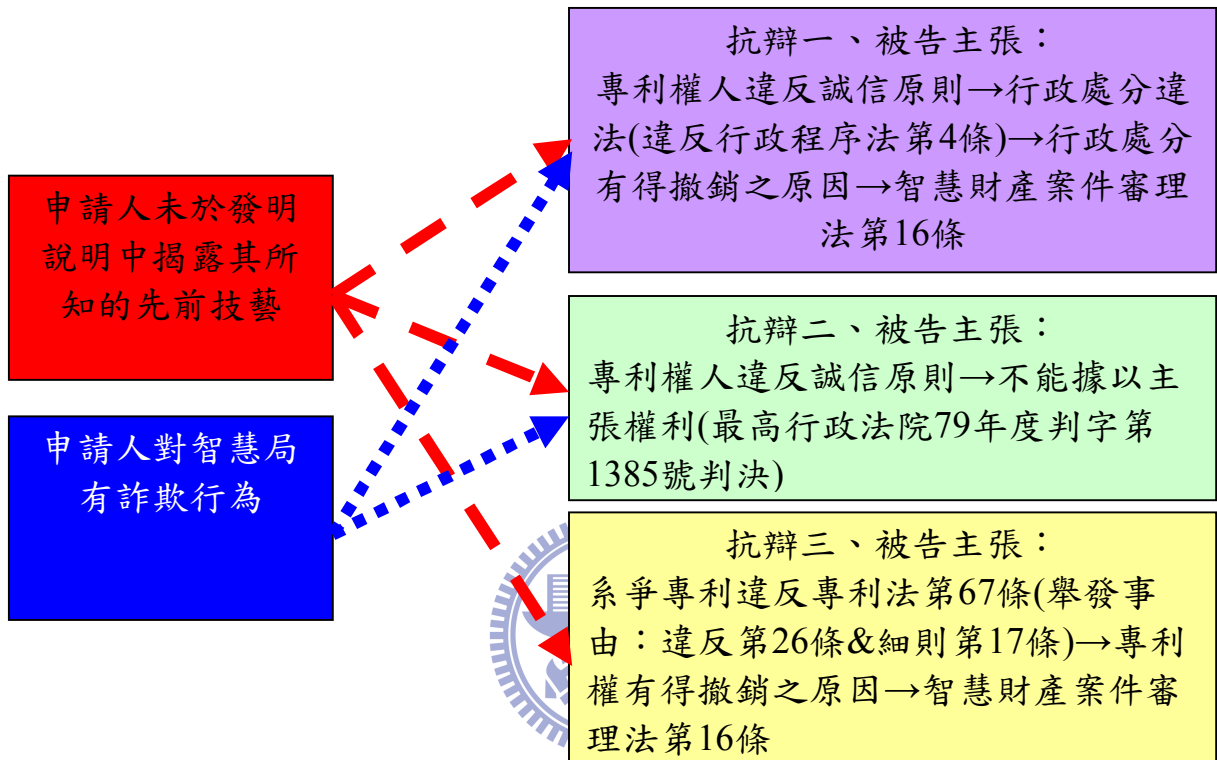 申請人未於發明
說明中揭露其所
知的先前技藝
申請人對智慧局
有詐欺行為
抗辯一、被告主張：
專利權人違反誠信原則→行政處分違
法(違反行政程序法第4條)→行政處分
有得撤銷之原因→智慧財產案件審理
法第16條
抗辯二、被告主張：
專利權人違反誠信原則→不能據以主
張權利(最高行政法院79年度判字第
1385號判決)
抗辯三、被告主張：
系爭專利違反專利法第67條(舉發事
由：違反第26條&細則第17條)→專利
權有得撤銷之原因→智慧財產案件審
理法第16條